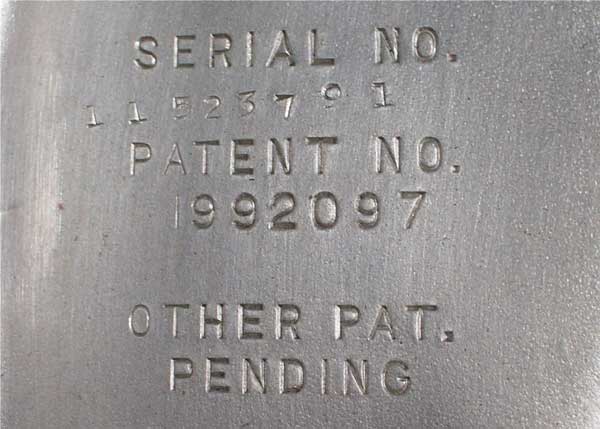 SERIAL NO.
11523791
PATENT NO.
1992097
OTHER PAT.
PENDING